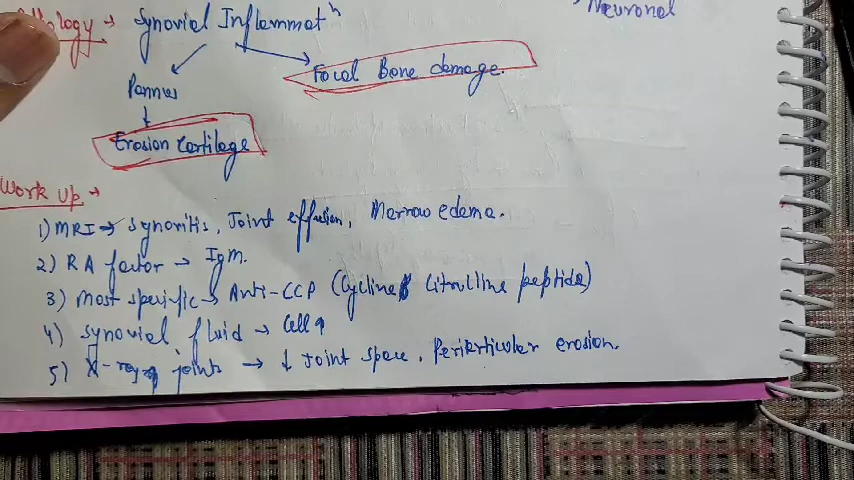 Neuronal
ology → Synovial Inflammatⁿ
Focal Bone damage.
Pannus
↓
Erosion Cartilage
Work up →
1) MRI → Synovitis, Joint effusion, Marrow edema.
2) RA factor → IgM.
3) Most specific → Anti-CCP (Cycline Citrulline peptide)
4) Synovial fluid → Cell ↑
5) X-ray joints → ↓ Joint space, Periarticular erosion.